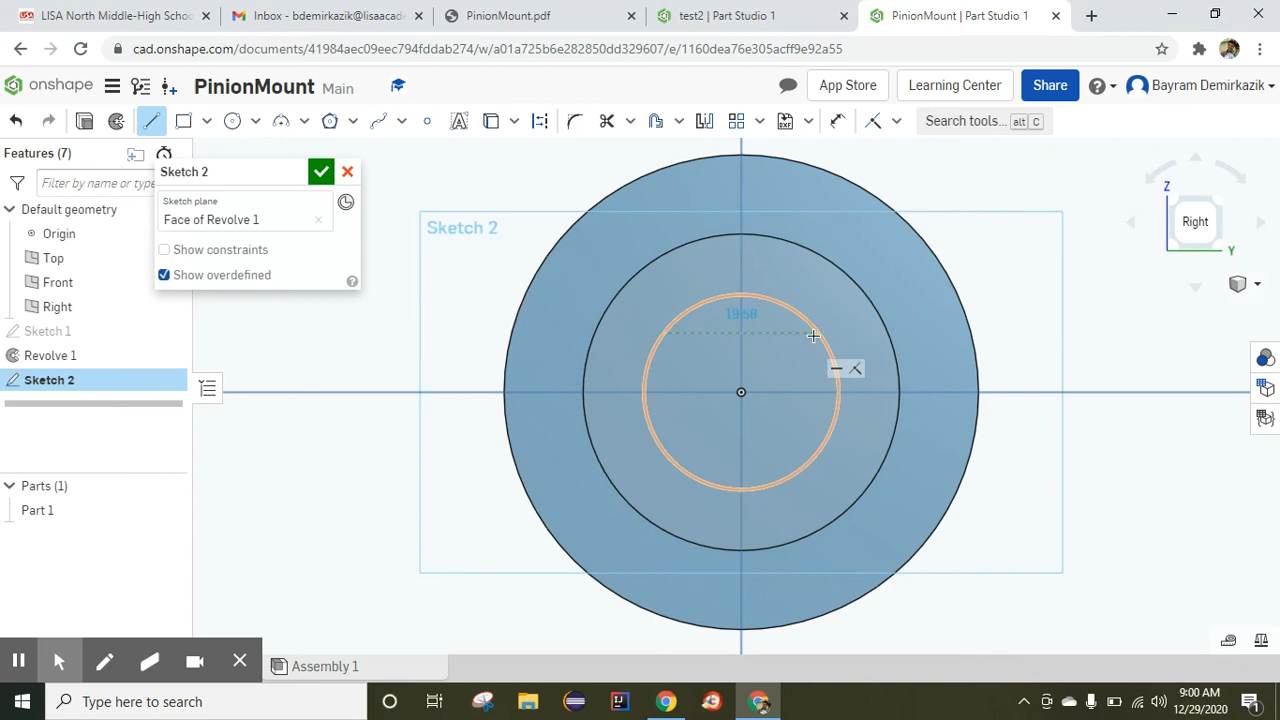 LISA North Middle-High Schoo
Inbox - bdemirkazik@lisaacade
PinionMount.pdf
test2 | Part Studio 1
PinionMount | Part Studio 1
cad.onshape.com/documents/41984aec09eec794fddab274/w/a01a725b6e282850dd329607/e/1160dea76e305acff9e92a55
onshape
PinionMount Main
App Store
Learning Center
Share
Bayram Demirkazik
Search tools... alt C
Features (7)
Filter by name or type
Default geometry
Origin
Top
Front
Right
Sketch 1
Revolve 1
Sketch 2
Parts (1)
Part 1
Sketch 2
Sketch plane
Face of Revolve 1
Show constraints
Show overdefined
Sketch 2
19.58
Z
Right
Y
Assembly 1
Type here to search
9:00 AM
12/29/2020